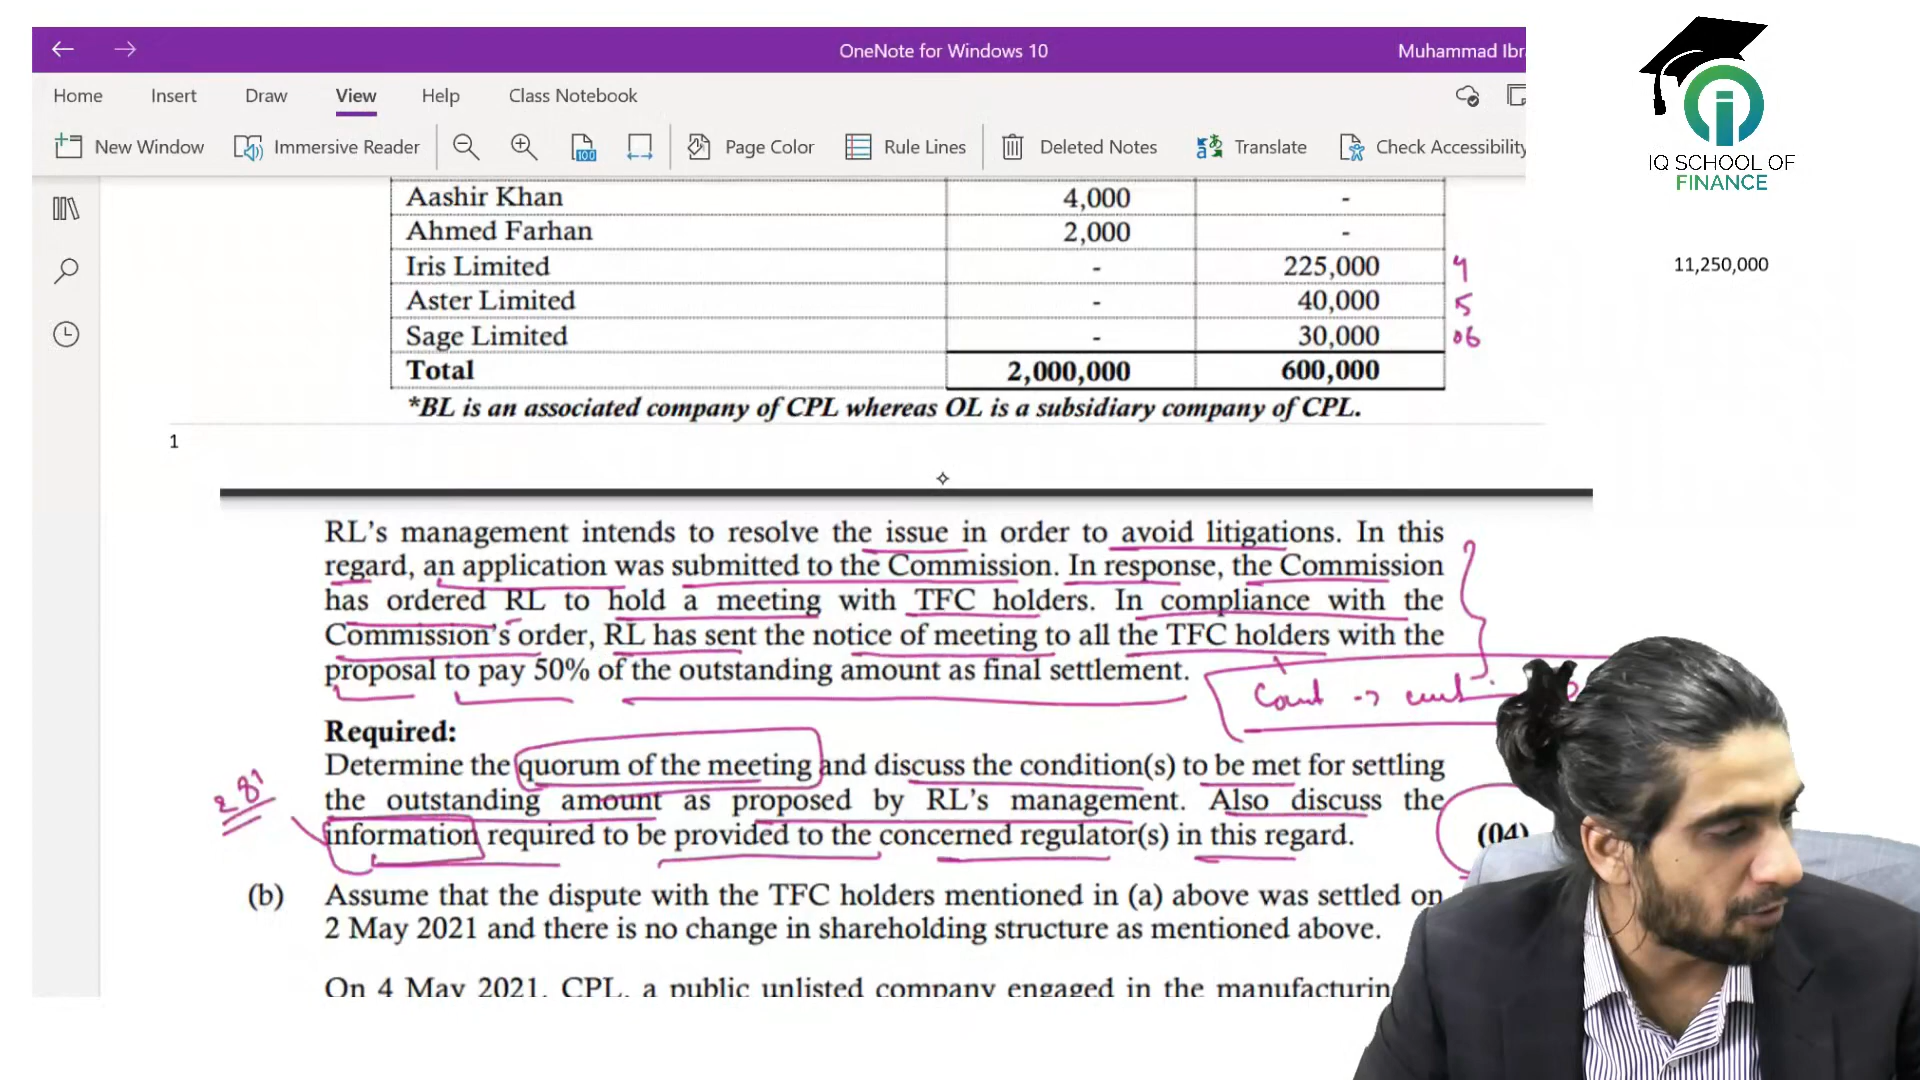 OneNote for Windows 10
Muhammad Ibr
Home Insert Draw View Help Class Notebook
New Window Immersive Reader 100 Page Color Rule Lines Deleted Notes Translate Check Accessibility
IQ SCHOOL OF
FINANCE
11,250,000
Aashir Khan 4,000 -
Ahmed Farhan 2,000 -
Iris Limited - 225,000 4
Aster Limited - 40,000 5
Sage Limited - 30,000 06
Total 2,000,000 600,000
*BL is an associated company of CPL whereas OL is a subsidiary company of CPL.
1
RL's management intends to resolve the issue in order to avoid litigations. In this
regard, an application was submitted to the Commission. In response, the Commission
has ordered RL to hold a meeting with TFC holders. In compliance with the
Commission's order, RL has sent the notice of meeting to all the TFC holders with the
proposal to pay 50% of the outstanding amount as final settlement.
Required:
Determine the quorum of the meeting and discuss the condition(s) to be met for settling
the outstanding amount as proposed by RL's management. Also discuss the
information required to be provided to the concerned regulator(s) in this regard. (04)
(b) Assume that the dispute with the TFC holders mentioned in (a) above was settled on
2 May 2021 and there is no change in shareholding structure as mentioned above.
On 4 May 2021, CPL, a public unlisted company engaged in the manufacturing